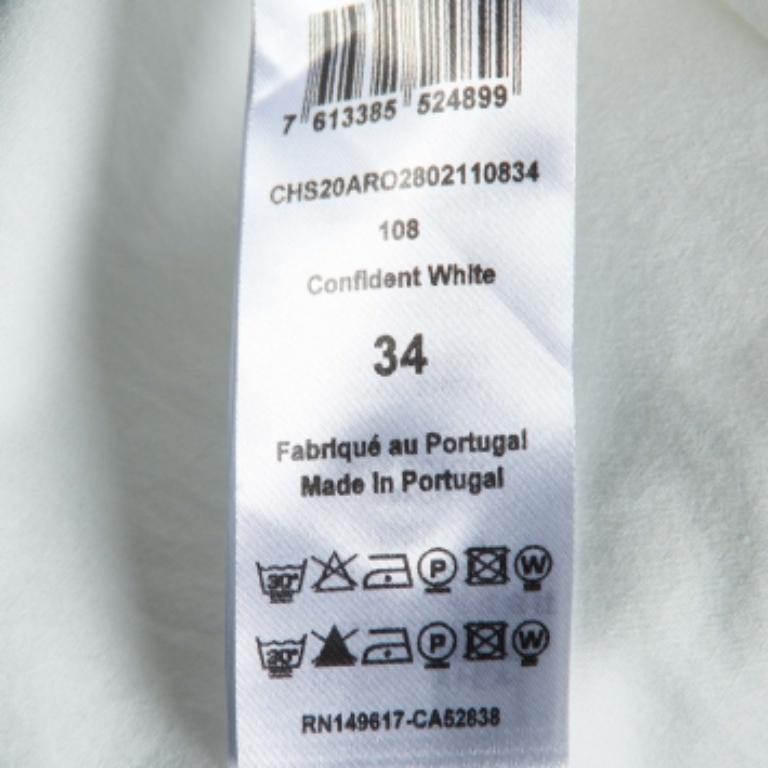 7 613385 524899
CHS20ARO2802110834
108
Confident White
34
Fabriqué au Portugal
Made in Portugal
30° P W
30° P W
RN149617-CA52838